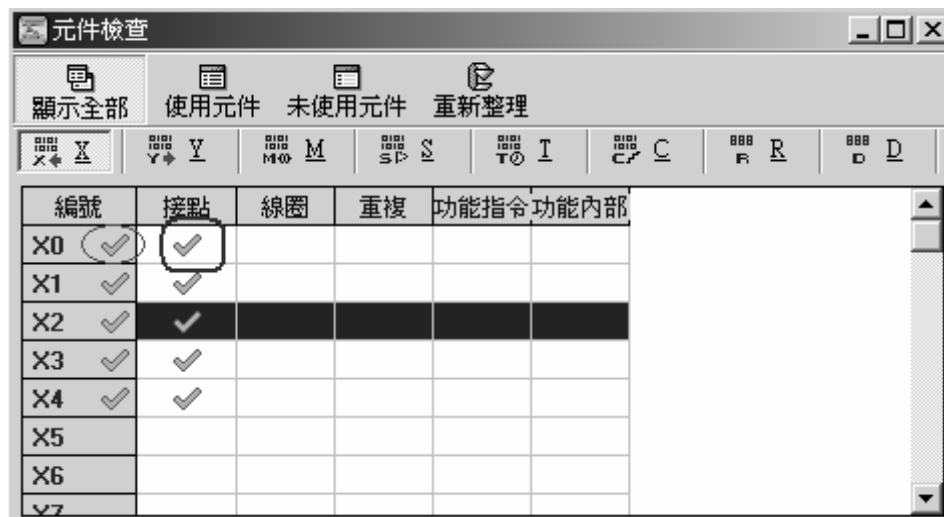 元件檢查
顯示全部 使用元件 未使用元件 重新整理
X Y M S T C R D
編號 接點 線圈 重複 功能指令 功能內部
X0
X1
X2
X3
X4
X5
X6
X7